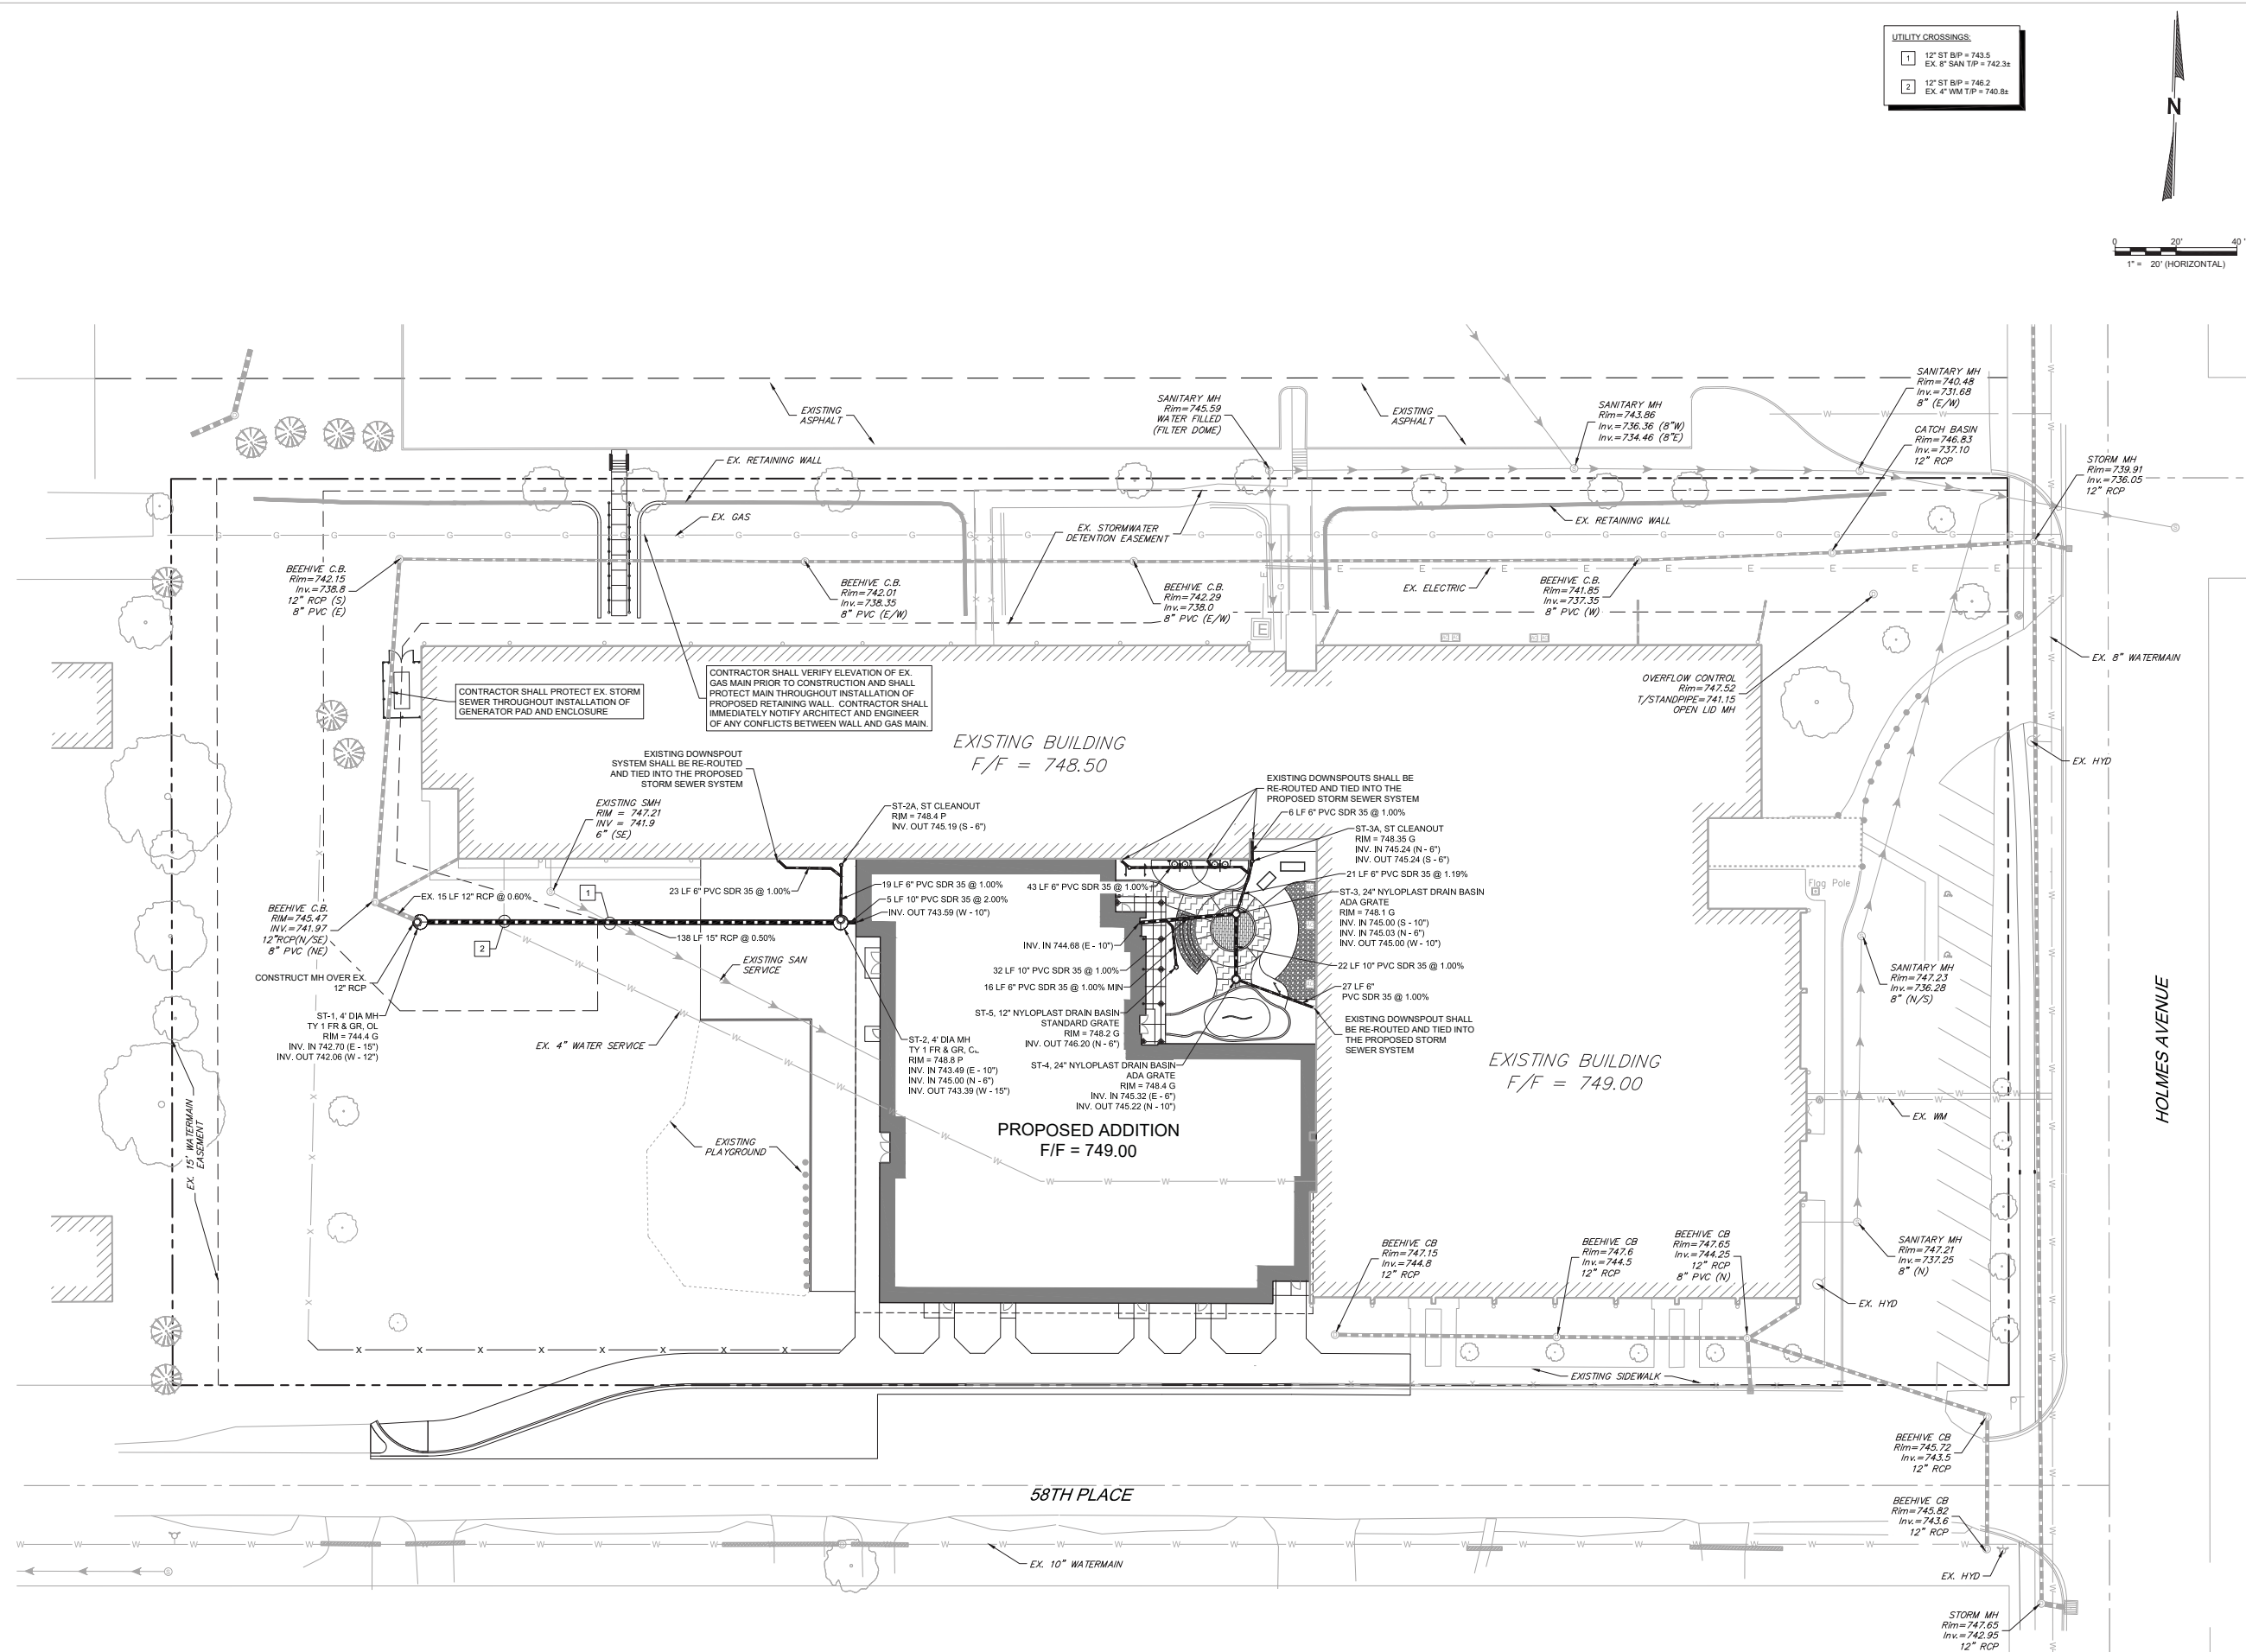 UTILITY CROSSINGS:
1 12" ST B/P = 743.5
EX. 8" SAN T/P = 742.3±
2 12" ST B/P = 746.2
EX. 4" WM T/P = 740.8±
N
0 20' 40 '
1" = 20' (HORIZONTAL)
EXISTING
ASPHALT
SANITARY MH
Rim=745.59
WATER FILLED
(FILTER DOME)
EXISTING
ASPHALT
SANITARY MH
Rim=743.86
Inv.=736.36 (8"W)
Inv.=734.46 (8"E)
SANITARY MH
Rim=740.48
Inv.=731.68
8" (E/W)
CATCH BASIN
Rim=746.83
Inv.=737.10
12" RCP
STORM MH
Rim=739.91
Inv.=736.05
12" RCP
EX. RETAINING WALL
EX. GAS
EX. STORMWATER
DETENTION EASEMENT
EX. RETAINING WALL
BEEHIVE C.B.
Rim=742.15
Inv.=738.8
12" RCP (S)
8" PVC (E)
BEEHIVE C.B.
Rim=742.01
Inv.=738.35
8" PVC (E/W)
BEEHIVE C.B.
Rim=742.29
Inv.=738.0
8" PVC (E/W)
EX. ELECTRIC
BEEHIVE C.B.
Rim=741.85
Inv.=737.35
8" PVC (W)
E
EX. 8" WATERMAIN
OVERFLOW CONTROL
Rim=747.52
T/STANDPIPE=741.15
OPEN LID MH
CONTRACTOR SHALL PROTECT EX. STORM
SEWER THROUGHOUT INSTALLATION OF
GENERATOR PAD AND ENCLOSURE
CONTRACTOR SHALL VERIFY ELEVATION OF EX.
GAS MAIN PRIOR TO CONSTRUCTION AND SHALL
PROTECT MAIN THROUGHOUT INSTALLATION OF
PROPOSED RETAINING WALL. CONTRACTOR SHALL
IMMEDIATELY NOTIFY ARCHITECT AND ENGINEER
OF ANY CONFLICTS BETWEEN WALL AND GAS MAIN.
EXISTING BUILDING
F/F = 748.50
EX. HYD
EXISTING DOWNSPOUT
SYSTEM SHALL BE RE-ROUTED
AND TIED INTO THE PROPOSED
STORM SEWER SYSTEM
EXISTING SMH
RIM = 747.21
INV = 741.9
6" (SE)
ST-2A, ST CLEANOUT
RIM = 748.4 P
INV. OUT 745.19 (S - 6")
EXISTING DOWNSPOUTS SHALL BE
RE-ROUTED AND TIED INTO THE
PROPOSED STORM SEWER SYSTEM
6 LF 6" PVC SDR 35 @ 1.00%
ST-3A, ST CLEANOUT
RIM = 748.35 G
INV. IN 745.24 (N - 6")
INV. OUT 745.24 (S - 6")
21 LF 6" PVC SDR 35 @ 1.19%
ST-3, 24" NYLOPLAST DRAIN BASIN
ADA GRATE
RIM = 748.1 G
INV. IN 745.00 (S - 10")
INV. IN 745.03 (N - 6")
INV. OUT 745.00 (W - 10")
22 LF 10" PVC SDR 35 @ 1.00%
27 LF 6"
PVC SDR 35 @ 1.00%
EXISTING DOWNSPOUT SHALL
BE RE-ROUTED AND TIED INTO
THE PROPOSED STORM
SEWER SYSTEM
Flag Pole
EX. 15 LF 12" RCP @ 0.60%
1
23 LF 6" PVC SDR 35 @ 1.00%
19 LF 6" PVC SDR 35 @ 1.00%
5 LF 10" PVC SDR 35 @ 2.00%
INV. OUT 743.59 (W - 10")
43 LF 6" PVC SDR 35 @ 1.00%
BEEHIVE C.B.
RIM=745.47
INV.=741.97
12"RCP(N/SE)
8" PVC (NE)
2
138 LF 15" RCP @ 0.50%
INV. IN 744.68 (E - 10")
32 LF 10" PVC SDR 35 @ 1.00%
16 LF 6" PVC SDR 35 @ 1.00% MIN
CONSTRUCT MH OVER EX.
12" RCP
EXISTING SAN
SERVICE
ST-1, 4' DIA MH
TY 1 FR & GR, OL
RIM = 744.4 G
INV. IN 742.70 (E - 15")
INV. OUT 742.06 (W - 12")
EX. 4" WATER SERVICE
ST-2, 4' DIA MH
TY 1 FR & GR, CL
RIM = 748.8 P
INV. IN 743.49 (E - 10")
INV. IN 745.00 (N - 6")
INV. OUT 743.39 (W - 15")
ST-5, 12" NYLOPLAST DRAIN BASIN
STANDARD GRATE
RIM = 748.2 G
INV. OUT 746.20 (N - 6")
ST-4, 24" NYLOPLAST DRAIN BASIN
ADA GRATE
RIM = 748.4 G
INV. IN 745.32 (E - 6")
INV. OUT 745.22 (N - 10")
SANITARY MH
Rim=747.23
Inv.=736.28
8" (N/S)
EXISTING BUILDING
F/F = 749.00
HOLMES AVENUE
EX. WM
EX. 15' WATERMAIN
EASEMENT
EXISTING
PLAYGROUND
PROPOSED ADDITION
F/F = 749.00
BEEHIVE CB
Rim=747.15
Inv.=744.8
12" RCP
BEEHIVE CB
Rim=747.6
Inv.=744.5
12" RCP
BEEHIVE CB
Rim=747.65
Inv.=744.25
12" RCP
8" PVC (N)
SANITARY MH
Rim=747.21
Inv.=737.25
8" (N)
EX. HYD
EXISTING SIDEWALK
BEEHIVE CB
Rim=745.72
Inv.=743.5
12" RCP
58TH PLACE
BEEHIVE CB
Rim=745.82
Inv.=743.6
12" RCP
EX. 10" WATERMAIN
EX. HYD
STORM MH
Rim=747.65
Inv.=742.95
12" RCP